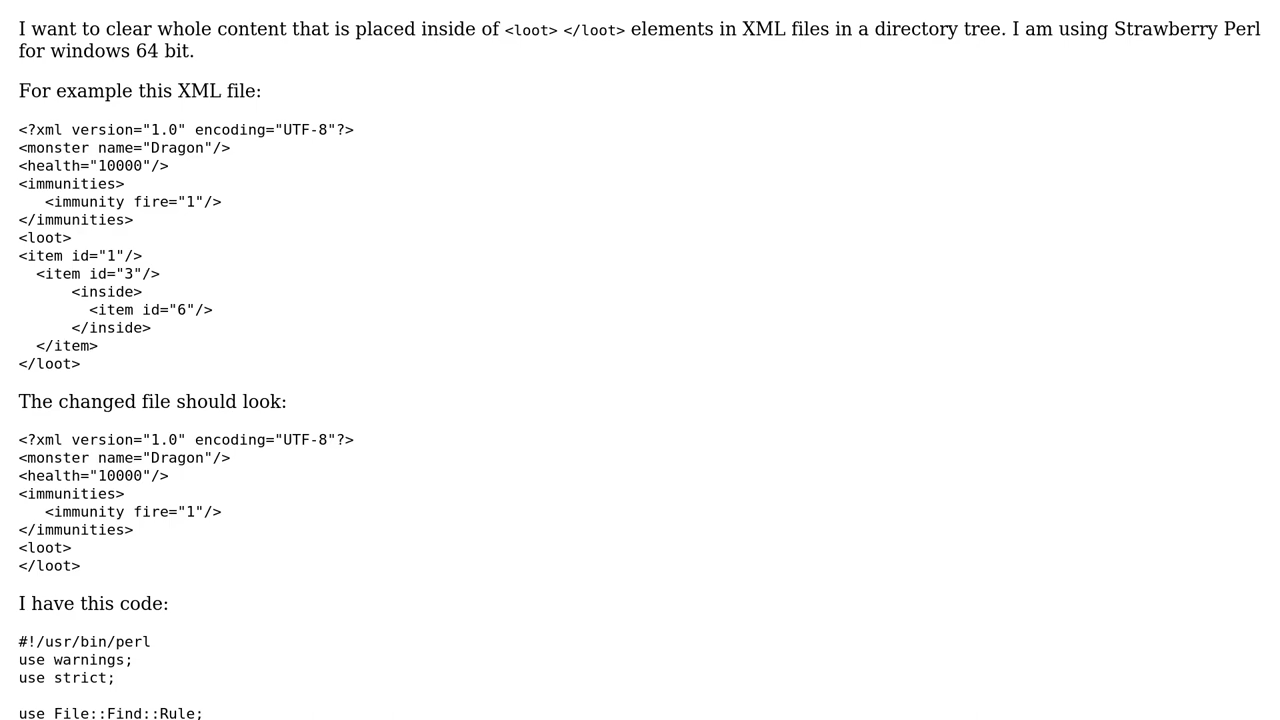 I want to clear whole content that is placed inside of <loot> </loot> elements in XML files in a directory tree. I am using Strawberry Perl
for windows 64 bit.
For example this XML file:
<?xml version="1.0" encoding="UTF-8"?>
<monster name="Dragon"/>
<health="10000"/>
<immunities>
   <immunity fire="1"/>
</immunities>
<loot>
<item id="1"/>
  <item id="3"/>
      <inside>
        <item id="6"/>
      </inside>
  </item>
</loot>
The changed file should look:
<?xml version="1.0" encoding="UTF-8"?>
<monster name="Dragon"/>
<health="10000"/>
<immunities>
   <immunity fire="1"/>
</immunities>
<loot>
</loot>
I have this code:
#!/usr/bin/perl
use warnings;
use strict;
use File::Find::Rule;